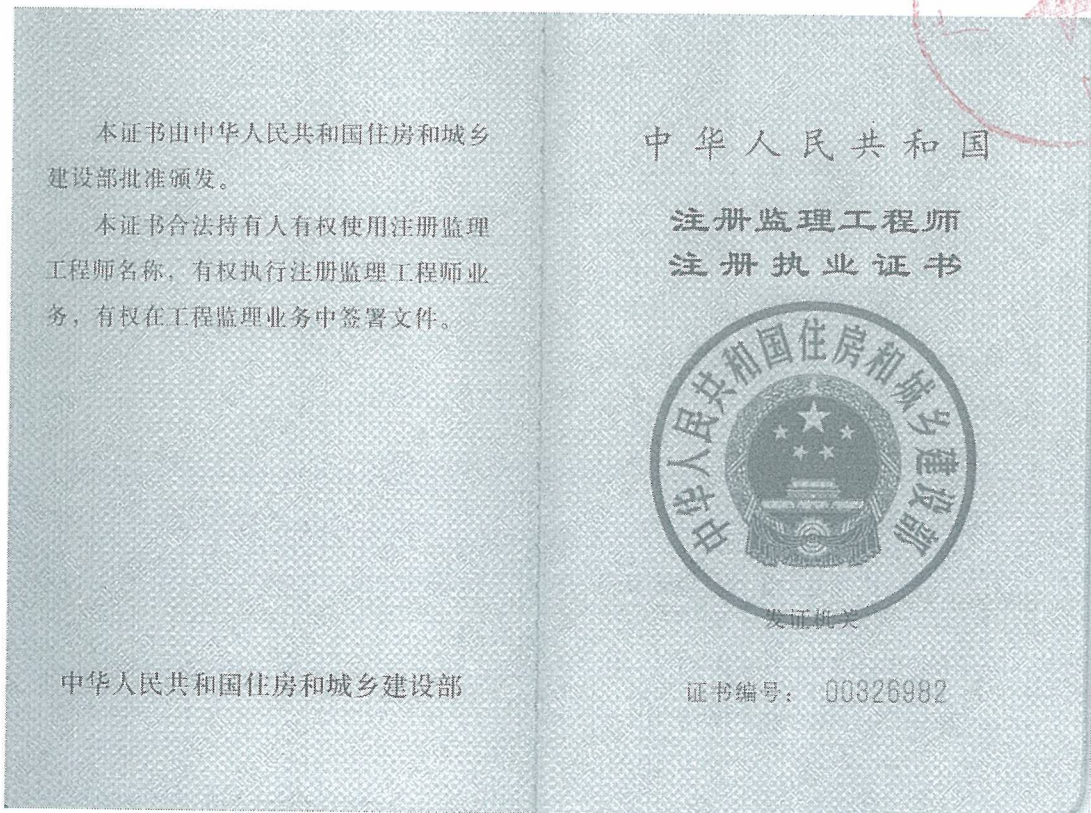 本证书由中华人民共和国住房和城乡
建设部批准颁发。
本证书合法持有人有权使用注册监理
工程师名称，有权执行注册监理工程师业
务，有权在工程监理业务中签署文件。
中华人民共和国住房和城乡建设部
中华人民共和国
注册监理工程师
注册执业证书
中华人民共和国住房和城乡建设部
发证机关
证书编号： 00326982